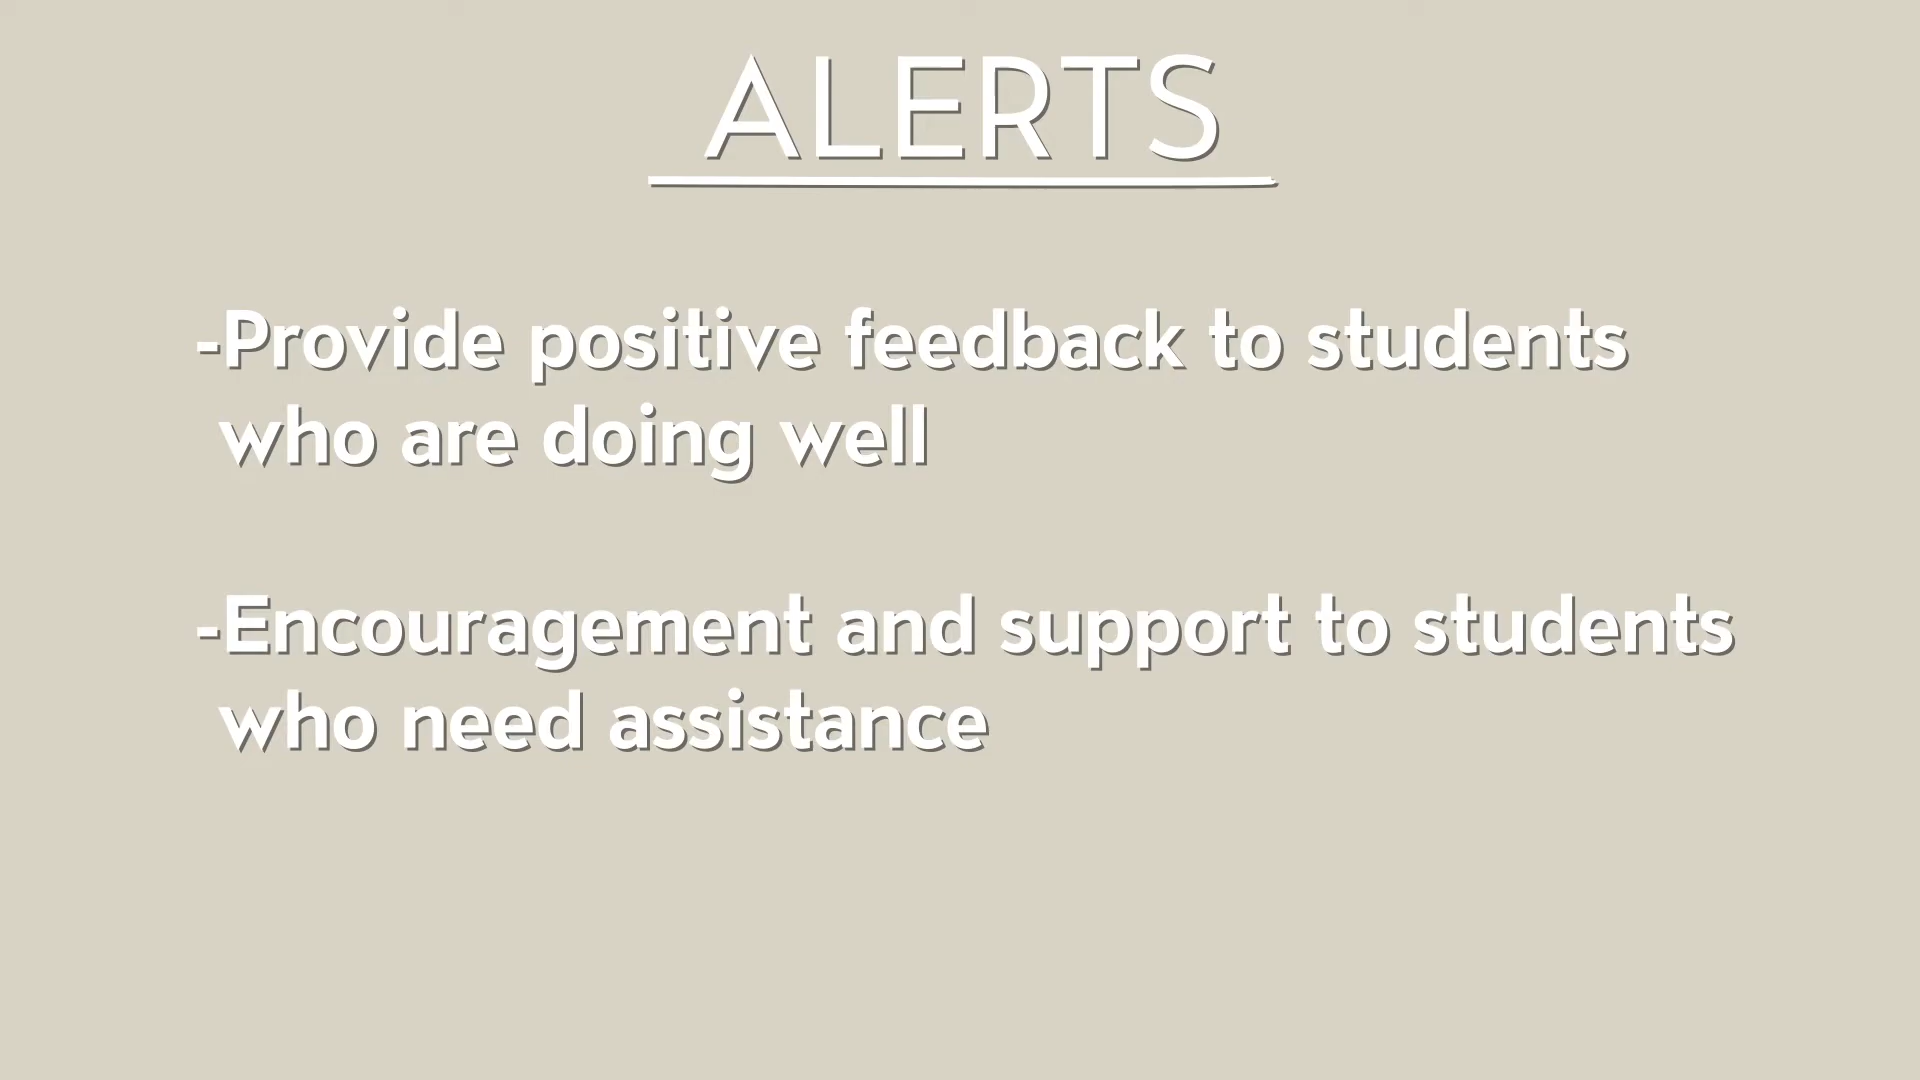 ALERTS
-Provide positive feedback to students
who are doing well
-Encouragement and support to students
who need assistance